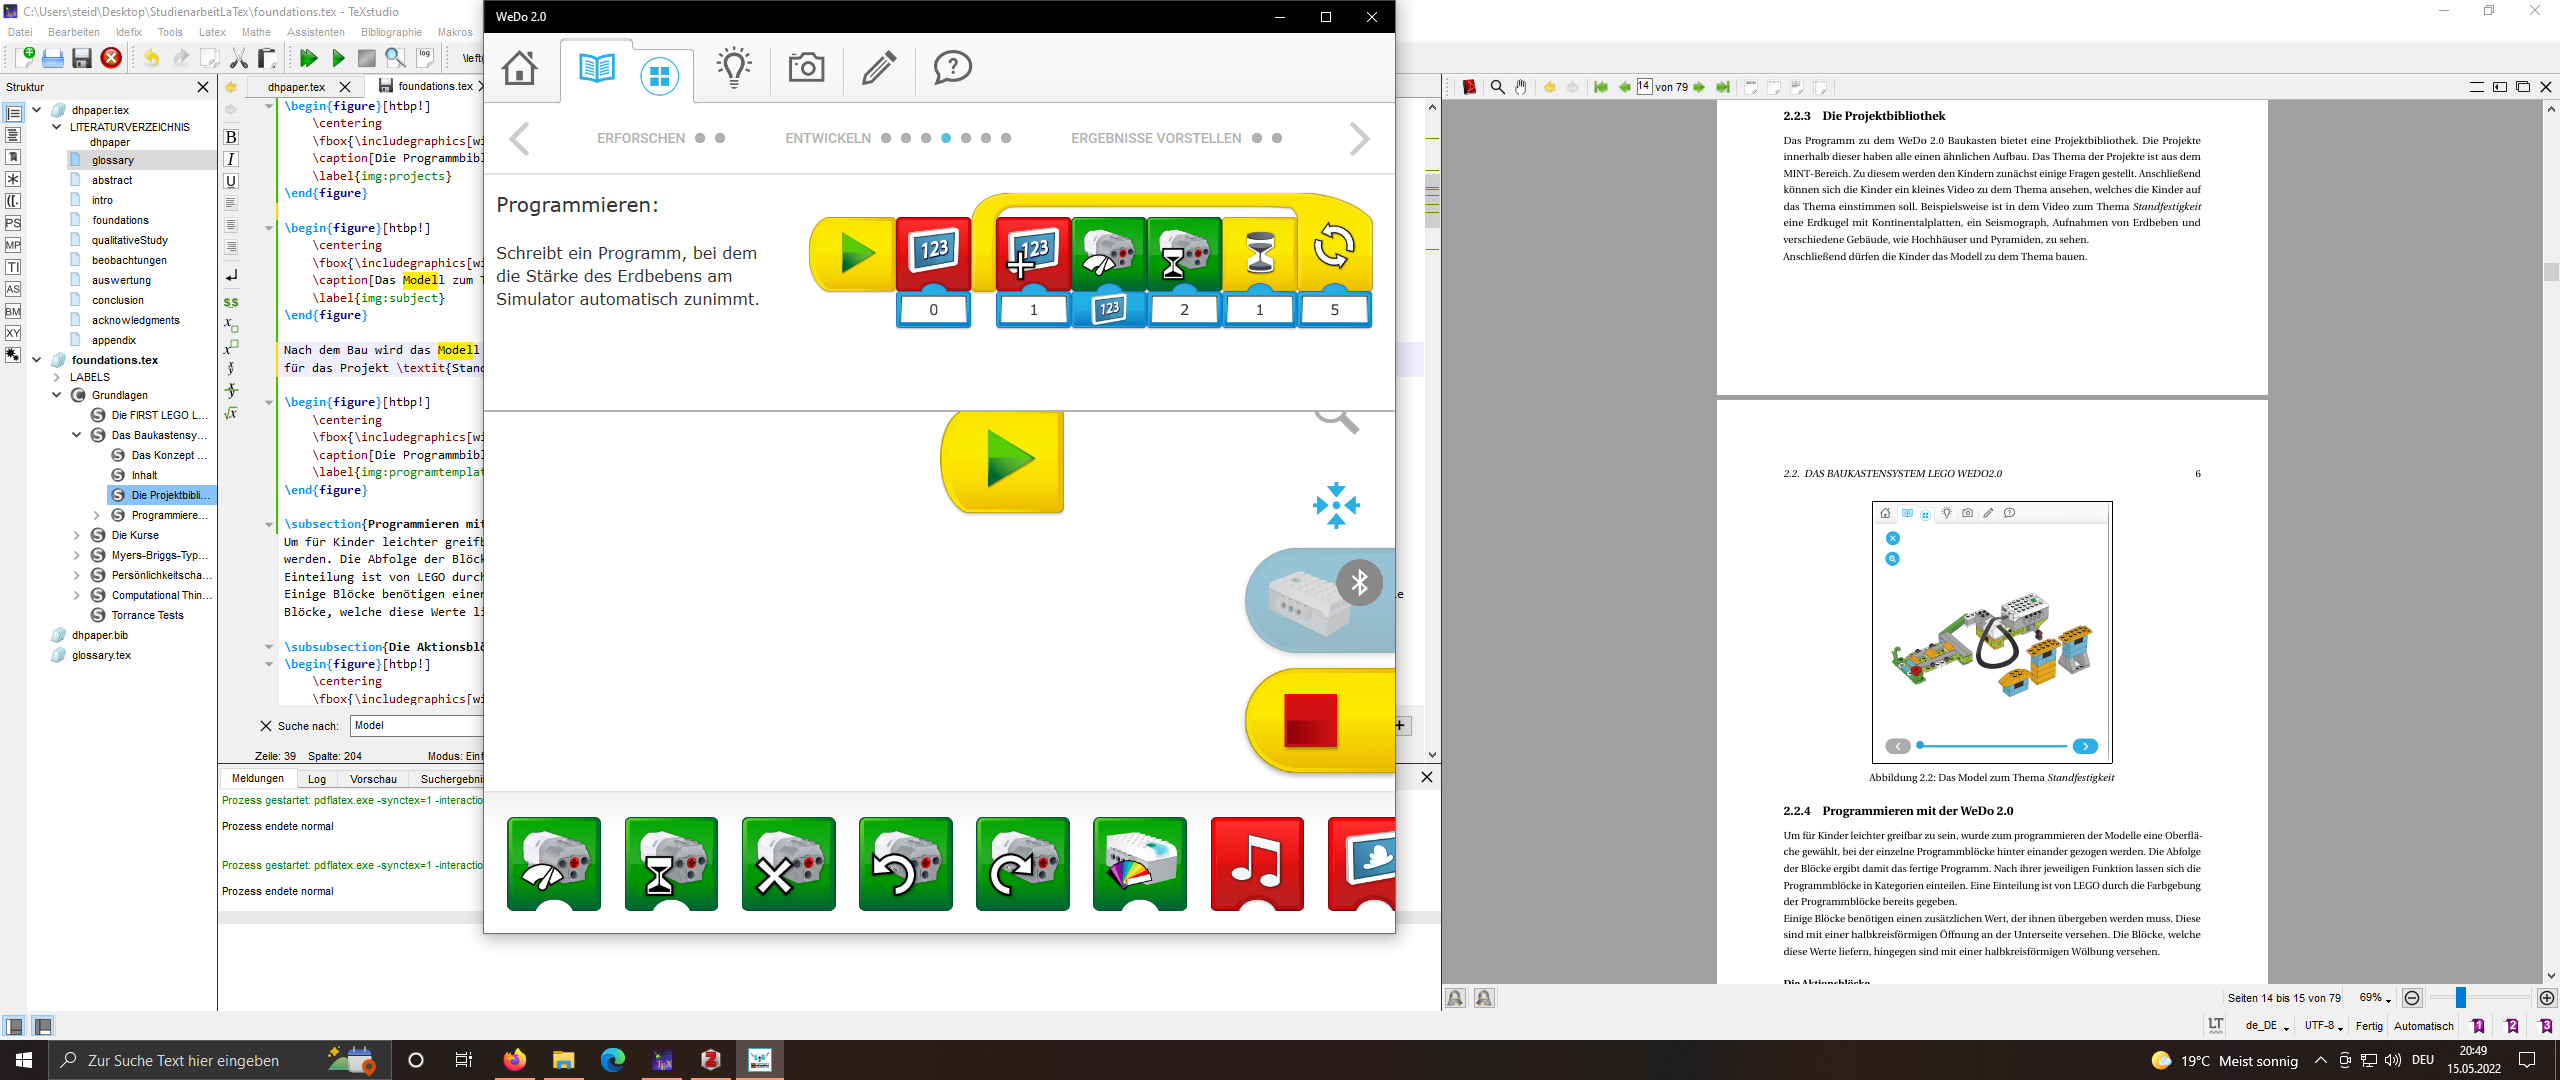 C:\Users\steid\Desktop\StudienarbeitLaTex\foundations.tex - TeXstudio
Datei Bearbeiten Idefix Tools Latex Mathe Assistenten Bibliographie Makros
log
\left(
Struktur
dhpaper.tex
LITERATURVERZEICHNIS
dhpaper
glossary
abstract
intro
foundations
qualitativeStudy
beobachtungen
auswertung
conclusion
acknowledgments
appendix
foundations.tex
LABELS
Grundlagen
Die FIRST LEGO L...
Das Baukastensy...
Das Konzept ...
Inhalt
Die Projektbibli...
Programmiere...
Die Kurse
Myers-Briggs-Typ...
Persönlichkeitscha...
Computational Thin...
Torrance Tests
dhpaper.bib
glossary.tex
PS
MP
TI
AS
BM
XY
B
I
U
$$
dhpaper.tex
foundations.tex
\begin{figure}[htbp!]
\centering
\fbox{\includegraphics[wi
\caption[Die Programmbibl
\label{img:projects}
\end{figure}
\begin{figure}[htbp!]
\centering
\fbox{\includegraphics[wi
\caption[Das Modell zum T
\label{img:subject}
\end{figure}
Nach dem Bau wird das Modell
für das Projekt \textit{Stand
\begin{figure}[htbp!]
\centering
\fbox{\includegraphics[wi
\caption[Die Programmbibl
\label{img:programtemplat
\end{figure}
\subsection{Programmieren mit
Um für Kinder leichter greifb
werden. Die Abfolge der Blöck
Einteilung ist von LEGO durch
Einige Blöcke benötigen einen
Blöcke, welche diese Werte li
\subsubsection{Die Aktionsblö
\begin{figure}[htbp!]
\centering
\fbox{\includegraphics[wi
Suche nach: Model
Zeile: 39 Spalte: 204 Modus: Einf
Meldungen Log Vorschau Suchergebnis
Prozess gestartet: pdflatex.exe -synctex=1 -interactio
Prozess endete normal
Prozess gestartet: pdflatex.exe -synctex=1 -interactio
Prozess endete normal
WeDo 2.0
ERFORSCHEN ENTWICKELN ERGEBNISSE VORSTELLEN
Programmieren:
Schreibt ein Programm, bei dem
die Stärke des Erdbebens am
Simulator automatisch zunimmt.
123 123
0 1 123 2 1 5
14 von 79
2.2.3 Die Projektbibliothek
Das Programm zu dem WeDo 2.0 Baukasten bietet eine Projektbibliothek. Die Projekte
innerhalb dieser haben alle einen ähnlichen Aufbau. Das Thema der Projekte ist aus dem
MINT-Bereich. Zu diesem werden den Kindern zunächst einige Fragen gestellt. Anschließend
können sich die Kinder ein kleines Video zu dem Thema ansehen, welches die Kinder auf
das Thema einstimmen soll. Beispielsweise ist in dem Video zum Thema Standfestigkeit
eine Erdkugel mit Kontinentalplatten, ein Seismograph, Aufnahmen von Erdbeben und
verschiedene Gebäude, wie Hochhäuser und Pyramiden, zu sehen.
Anschließend dürfen die Kinder das Modell zu dem Thema bauen.
2.2. DAS BAUKASTENSYSTEM LEGO WEDO2.0 6
Abbildung 2.2: Das Model zum Thema Standfestigkeit
2.2.4 Programmieren mit der WeDo 2.0
Um für Kinder leichter greifbar zu sein, wurde zum programmieren der Modelle eine Oberflä-
che gewählt, bei der einzelne Programmblöcke hinter einander gezogen werden. Die Abfolge
der Blöcke ergibt damit das fertige Programm. Nach ihrer jeweiligen Funktion lassen sich die
Programmblöcke in Kategorien einteilen. Eine Einteilung ist von LEGO durch die Farbgebung
der Programmblöcke bereits gegeben.
Einige Blöcke benötigen einen zusätzlichen Wert, der ihnen übergeben werden muss. Diese
sind mit einer halbkreisförmigen Öffnung an der Unterseite versehen. Die Blöcke, welche
diese Werte liefern, hingegen sind mit einer halbkreisförmigen Wölbung versehen.
Die Aktionsblöcke
Seiten 14 bis 15 von 79 69%
LT de_DE UTF-8 Fertig Automatisch 1 2 3
Zur Suche Text hier eingeben
19°C Meist sonnig DEU 20:49
15.05.2022